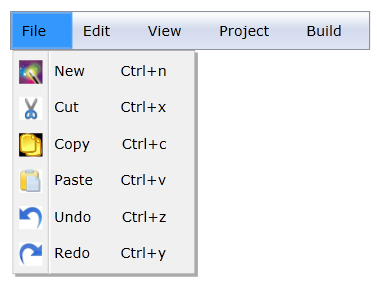 File Edit View Project Build
New Ctrl+n
Cut Ctrl+x
Copy Ctrl+c
Paste Ctrl+v
Undo Ctrl+z
Redo Ctrl+y